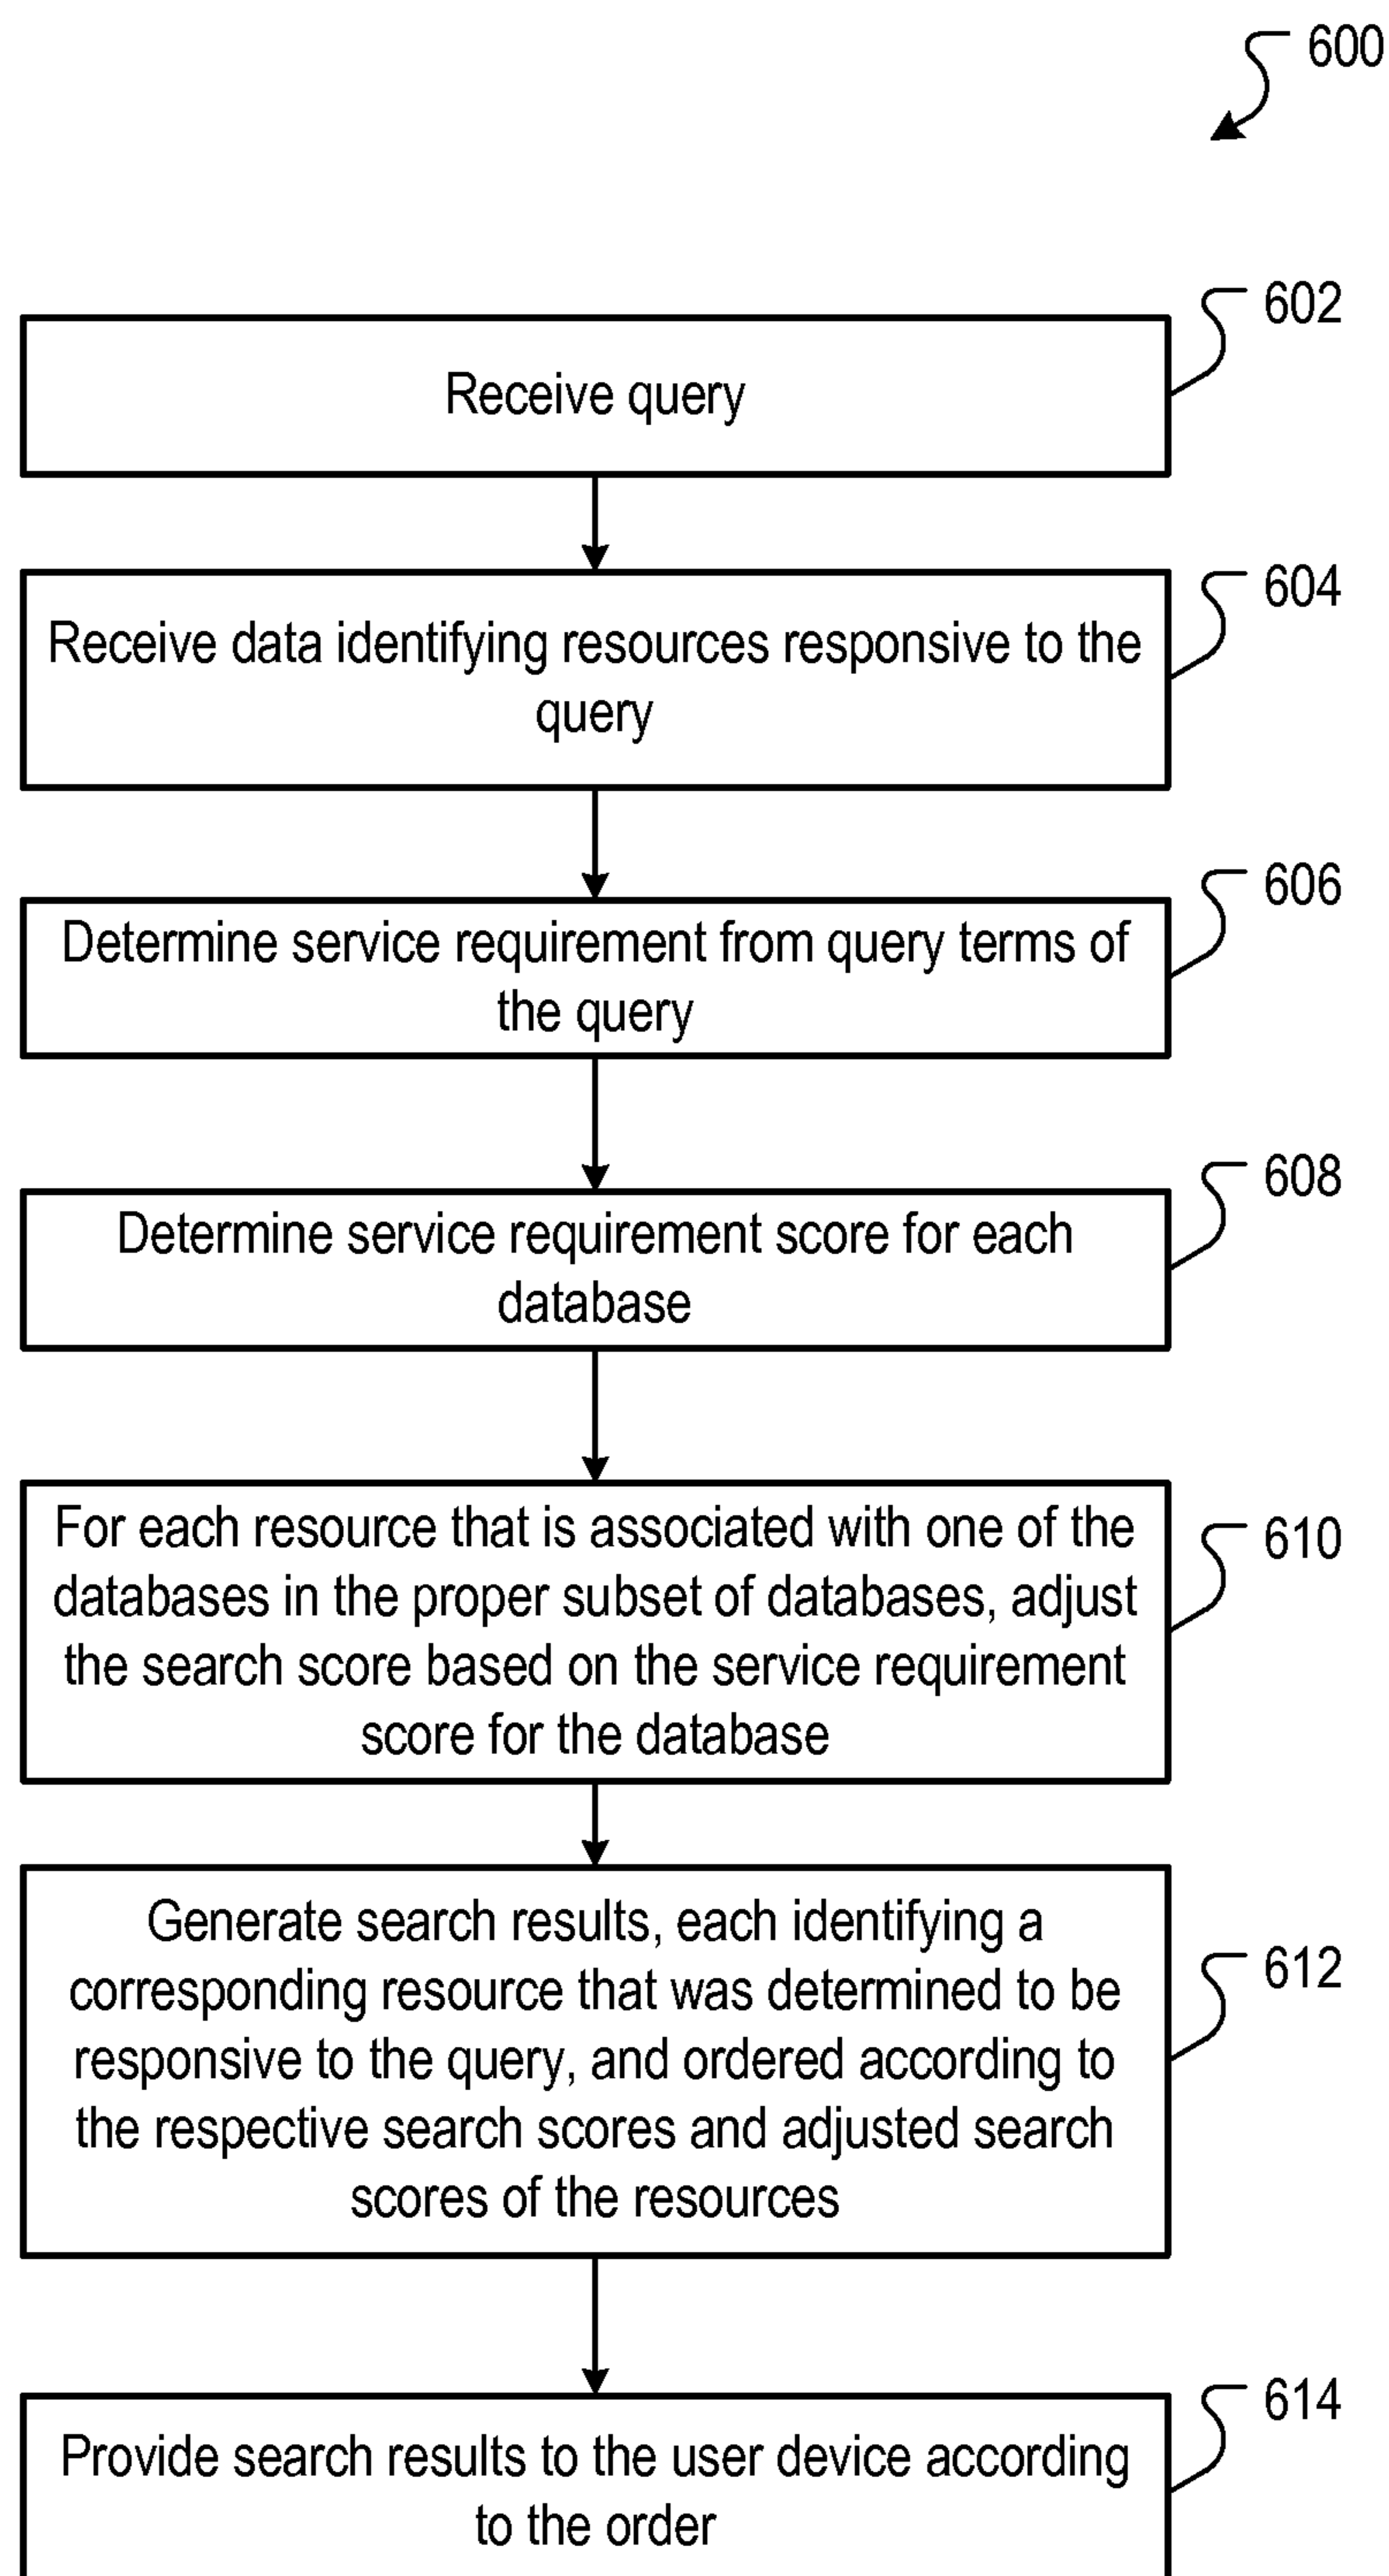 600
602
Receive query
604
Receive data identifying resources responsive to the
query
606
Determine service requirement from query terms of
the query
608
Determine service requirement score for each
database
610
For each resource that is associated with one of the
databases in the proper subset of databases, adjust
the search score based on the service requirement
score for the database
612
Generate search results, each identifying a
corresponding resource that was determined to be
responsive to the query, and ordered according to
the respective search scores and adjusted search
scores of the resources
614
Provide search results to the user device according
to the order